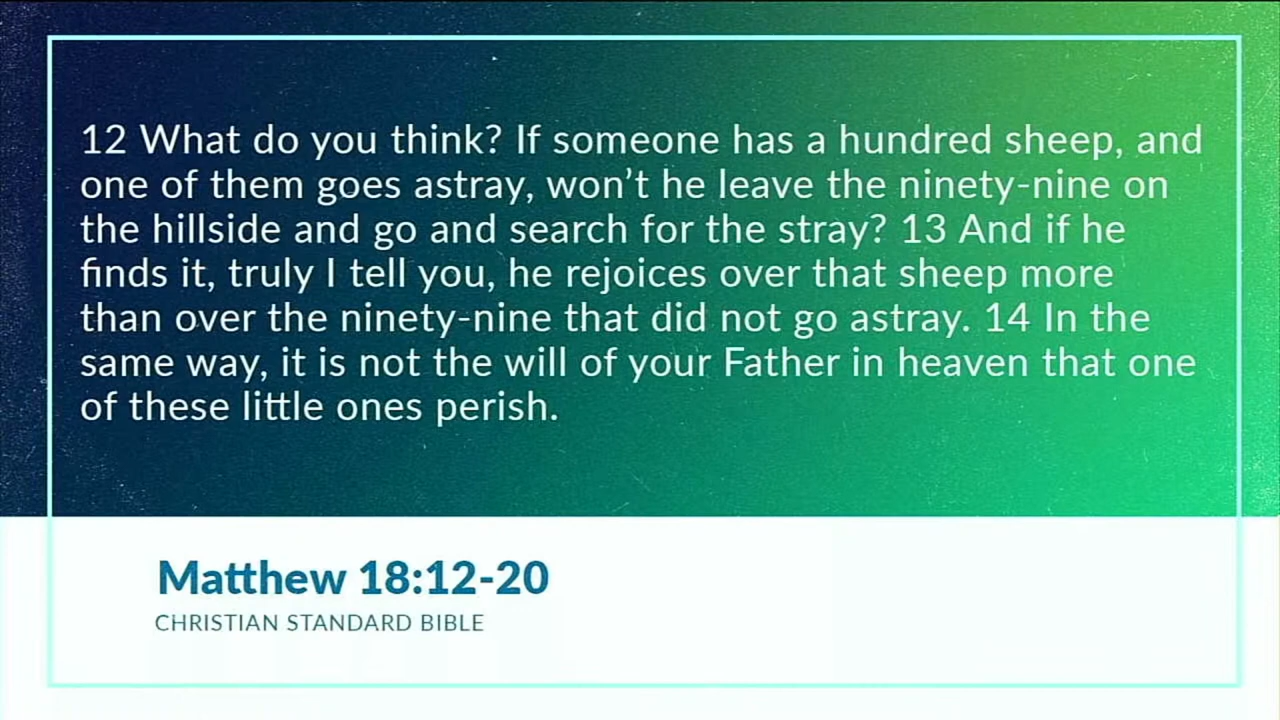 12 What do you think? If someone has a hundred sheep, and
one of them goes astray, won’t he leave the ninety-nine on
the hillside and go and search for the stray? 13 And if he
finds it, truly I tell you, he rejoices over that sheep more
than over the ninety-nine that did not go astray. 14 In the
same way, it is not the will of your Father in heaven that one
of these little ones perish.
Matthew 18:12-20
CHRISTIAN STANDARD BIBLE